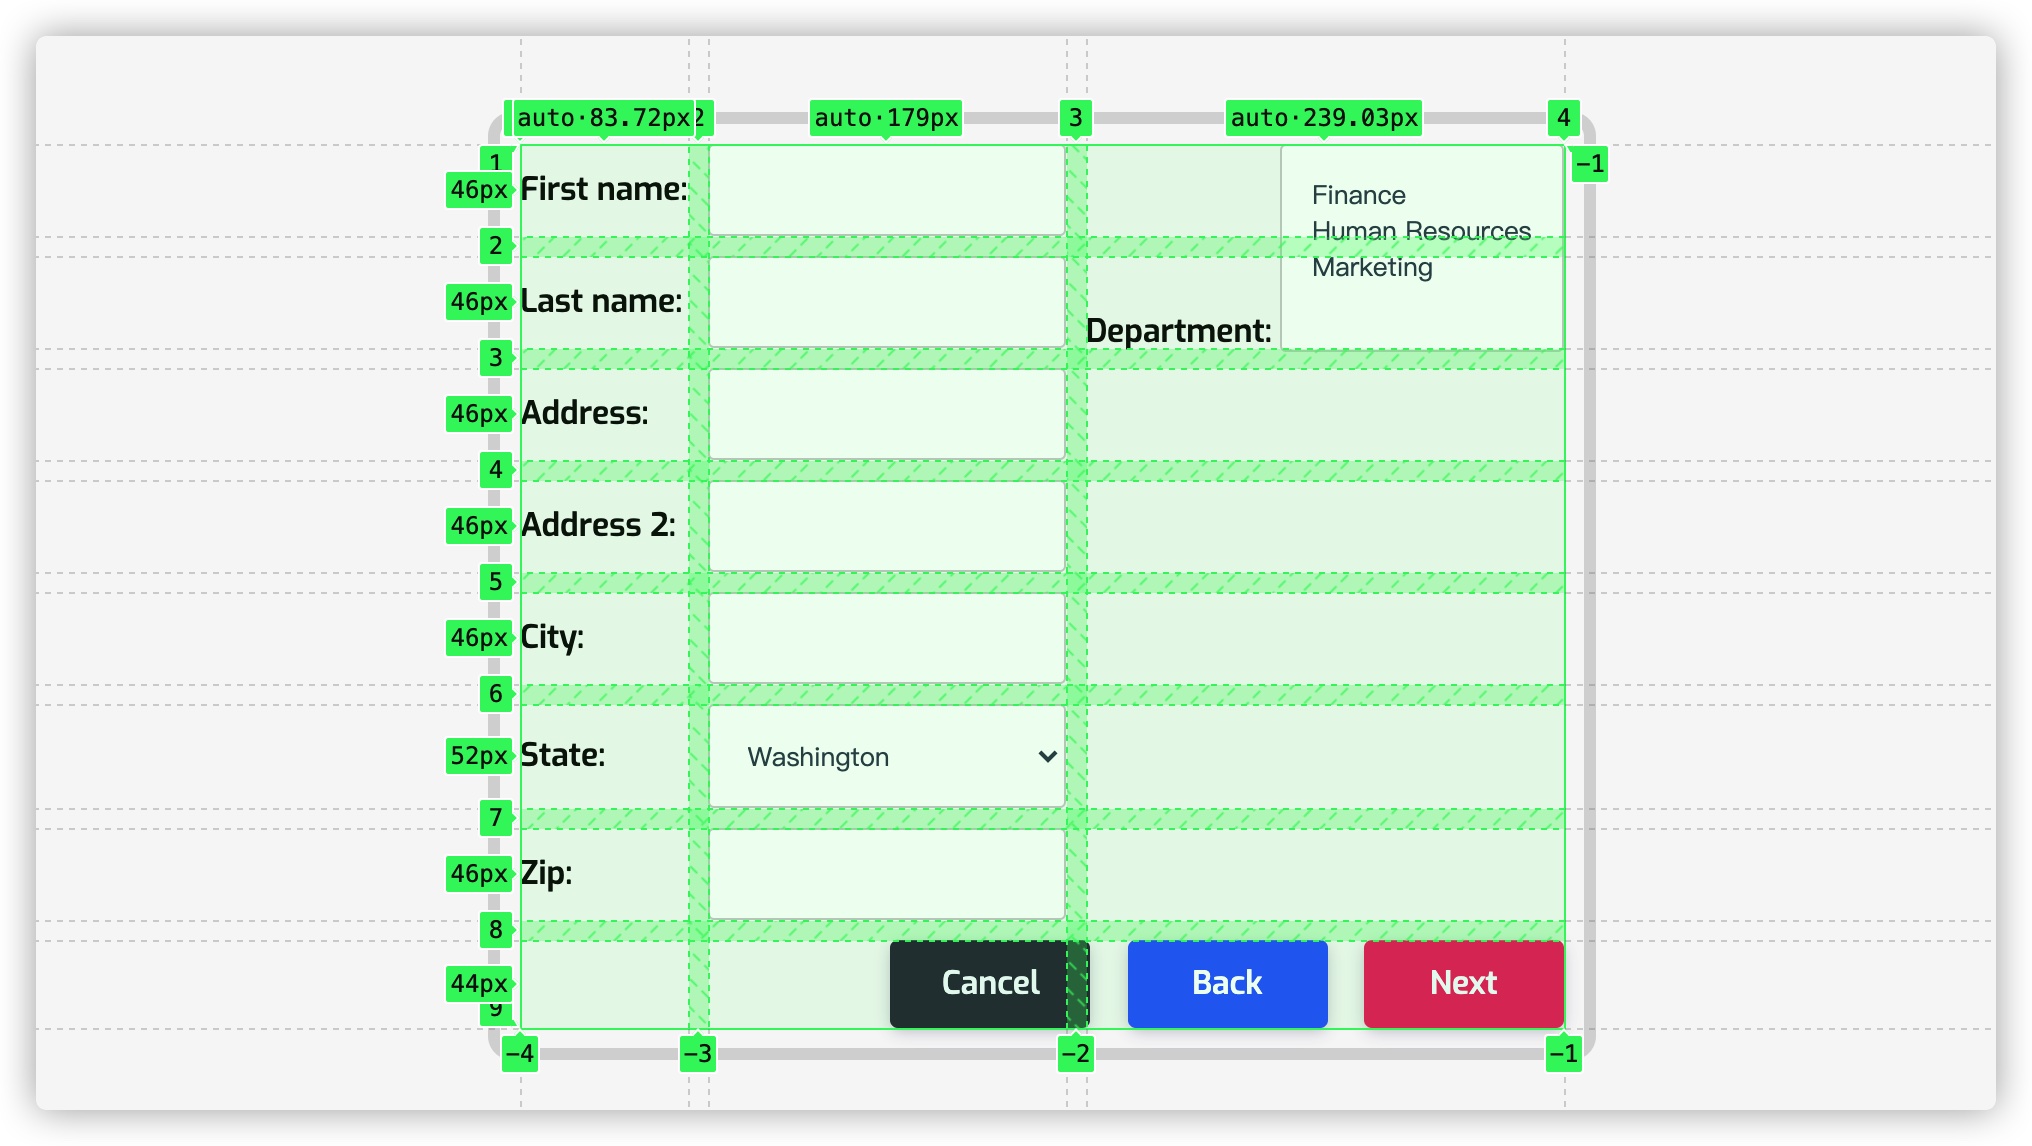 auto·83.72px 2 auto·179px 3 auto·239.03px 4
1 −1
46px First name: Finance
Human Resources
2
Marketing
46px Last name:
Department:
3
46px Address:
4
46px Address 2:
5
46px City:
6
52px State: Washington
7
46px Zip:
8
44px Cancel Back Next
9
−4 −3 −2 −1